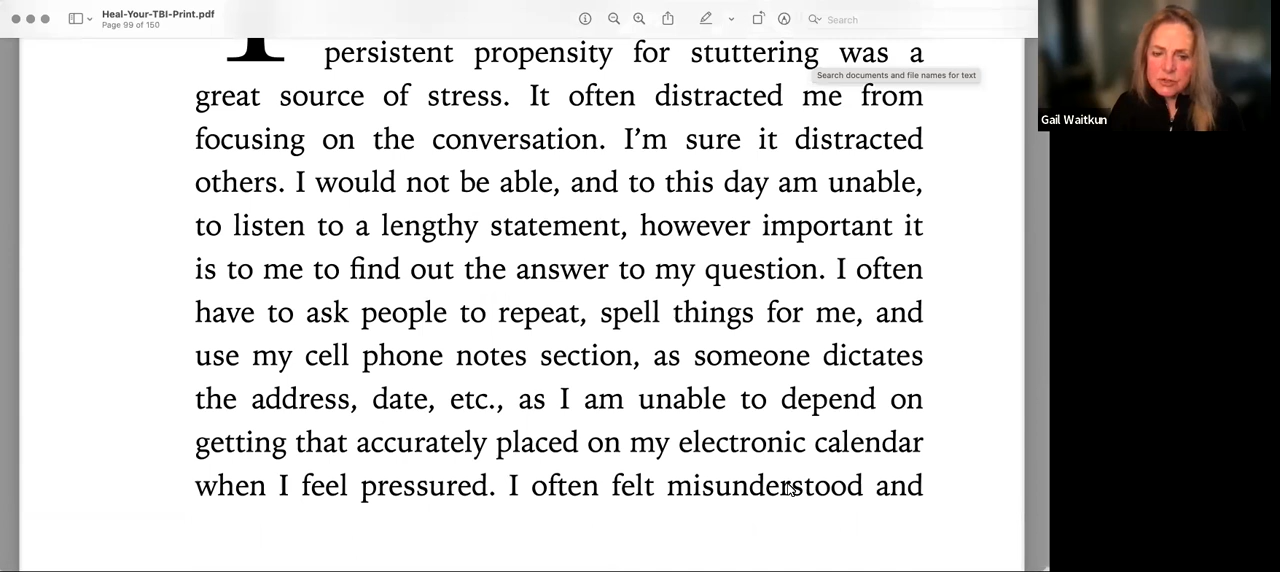 Heal-Your-TBI-Print.pdf
Page 99 of 150
Search
Search documents and file names for text
Gail Waitkun
persistent propensity for stuttering was a
great source of stress. It often distracted me from
focusing on the conversation. I'm sure it distracted
others. I would not be able, and to this day am unable,
to listen to a lengthy statement, however important it
is to me to find out the answer to my question. I often
have to ask people to repeat, spell things for me, and
use my cell phone notes section, as someone dictates
the address, date, etc., as I am unable to depend on
getting that accurately placed on my electronic calendar
when I feel pressured. I often felt misunderstood and